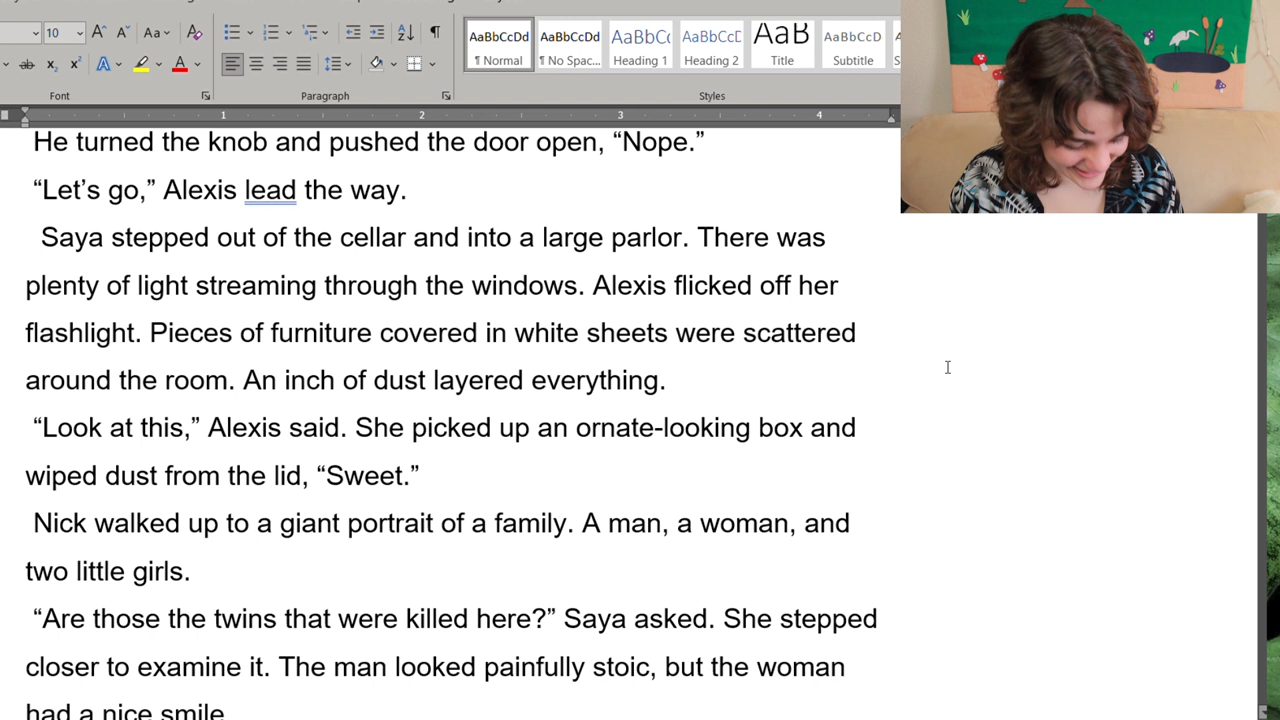 10
Aa
AaBbCcDd
AaBbCcDd
AaBbCc
AaBbCcD
AaB
AaBbCcD
¶ Normal
¶ No Spac...
Heading 1
Heading 2
Title
Subtitle
Font
Paragraph
Styles
1 2 3 4
He turned the knob and pushed the door open, “Nope.”
“Let’s go,” Alexis lead the way.
Saya stepped out of the cellar and into a large parlor. There was
plenty of light streaming through the windows. Alexis flicked off her
flashlight. Pieces of furniture covered in white sheets were scattered
around the room. An inch of dust layered everything.
“Look at this,” Alexis said. She picked up an ornate-looking box and
wiped dust from the lid, “Sweet.”
Nick walked up to a giant portrait of a family. A man, a woman, and
two little girls.
“Are those the twins that were killed here?” Saya asked. She stepped
closer to examine it. The man looked painfully stoic, but the woman
had a nice smile